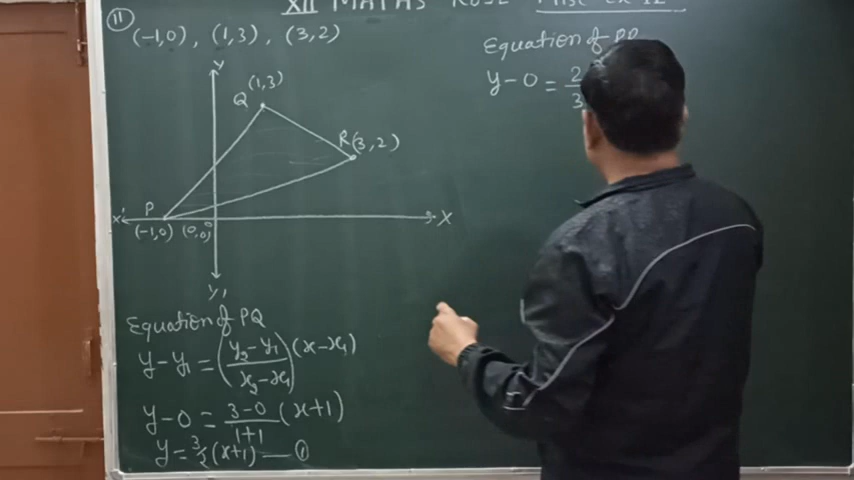 XII MATHS
(11) (-1,0), (1,3), (3,2)
Y
(1,3)
Q
R(3,2)
P
X' X
(-1,0) (0,0)
Y'
Equation of PQ
y-y₁ = (y₂-y₁/x₂-x₁)(x-x₁)
y-0 = 3-0/1+1 (x+1)
y = 3/2 (x+1) — ①
Equation of PR
y-0 = 2
3